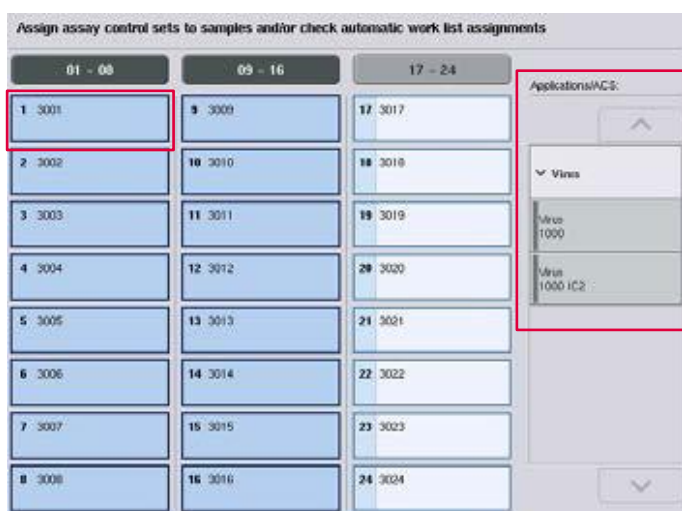 Assign assay control sets to samples and/or check automatic work list assignments
01 - 08 09 - 16 17 - 24
Applications/ACS:
1 3001 9 3009 17 3017
2 3002 10 3010 18 3018
Virus
3 3003 11 3011 19 3019
Virus
1000
4 3004 12 3012 20 3020
Virus
1000 IC2
5 3005 13 3013 21 3021
6 3006 14 3014 22 3022
7 3007 15 3015 23 3023
8 3008 16 3016 24 3024